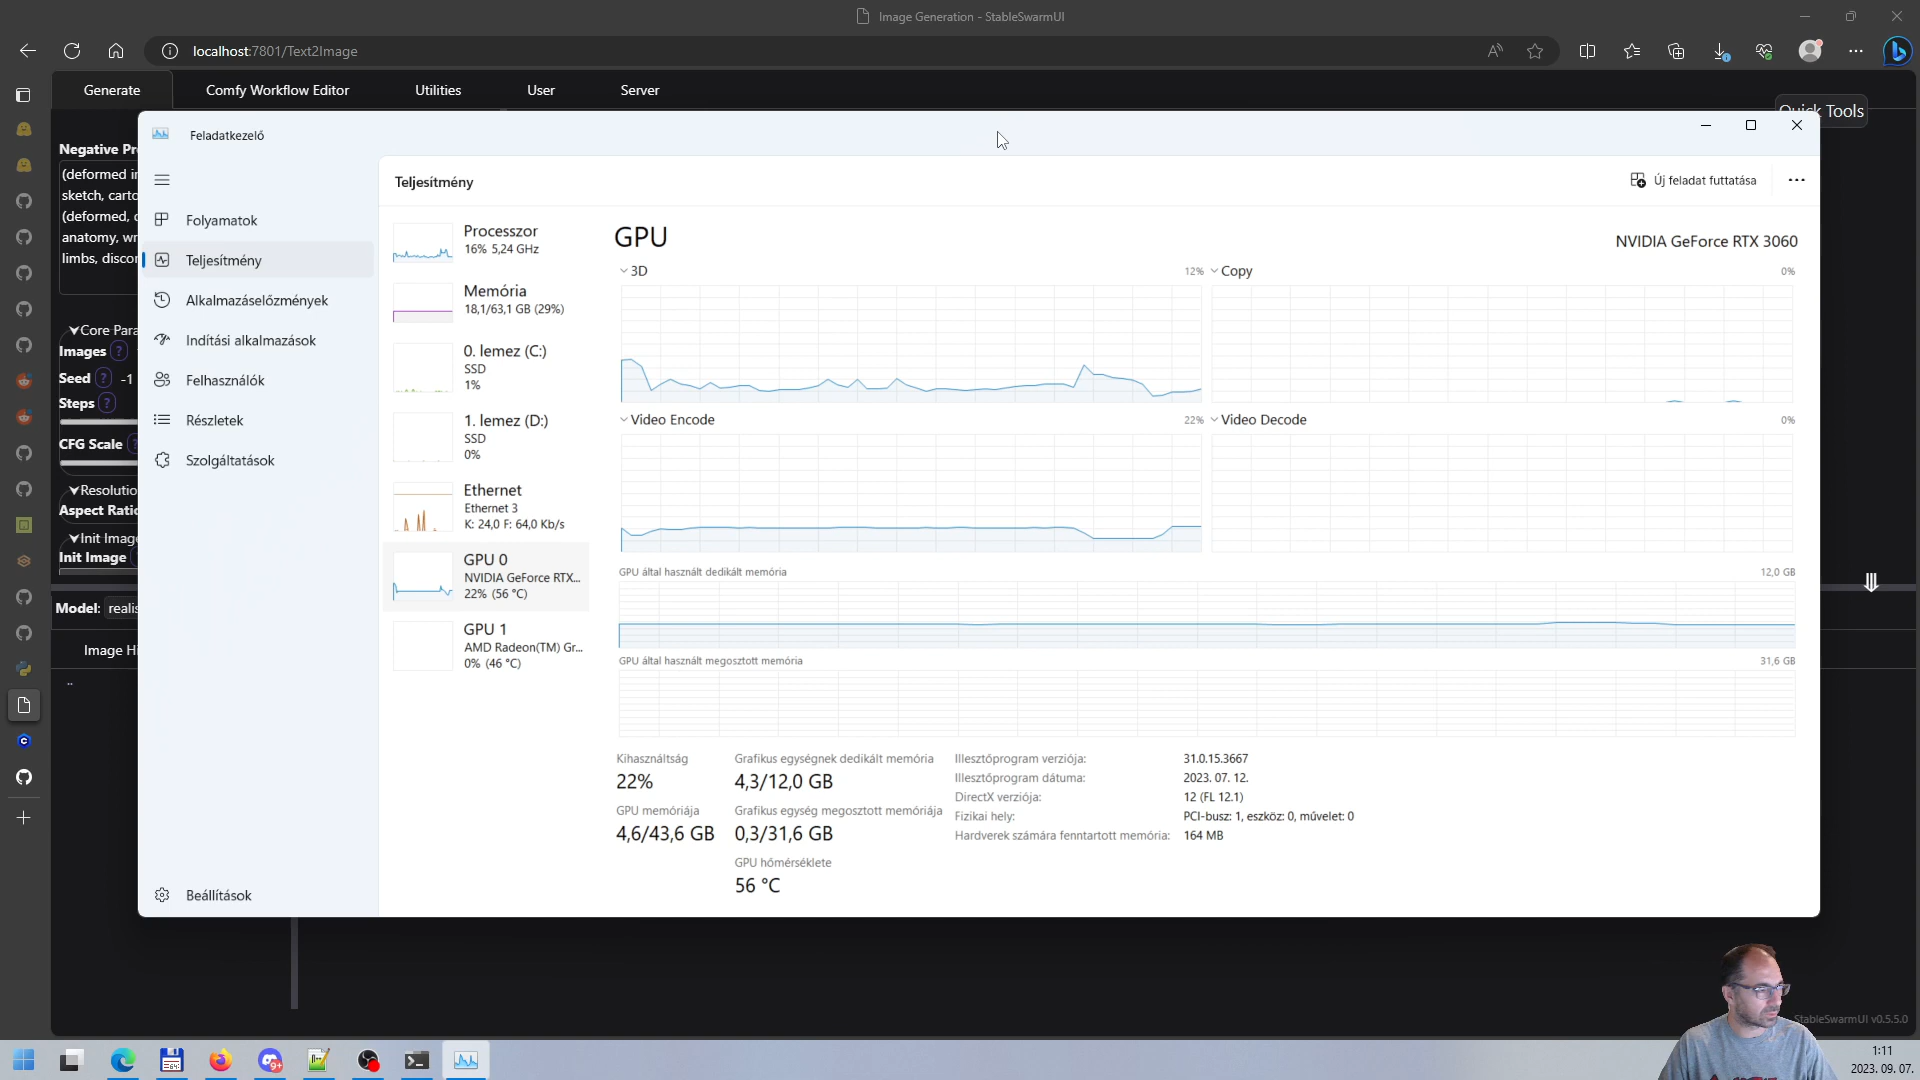 Image Generation - StableSwarmUI
localhost:7801/Text2Image
Generate
Comfy Workflow Editor
Utilities
User
Server
Quick Tools
Negative Pr
(deformed ir
sketch, carto
(deformed,
anatomy, wr
limbs, discor
Core Para
Images ?
Seed ? -1
Steps ?
CFG Scale
Resolutio
Aspect Ratio
Init Image
Init Image
Model: realis
Image Hi
..
Feladatkezelő
Folyamatok
Teljesítmény
Alkalmazáselőzmények
Indítási alkalmazások
Felhasználók
Részletek
Szolgáltatások
Beállítások
Teljesítmény
Új feladat futtatása
Processzor
16% 5,24 GHz
Memória
18,1/63,1 GB (29%)
0. lemez (C:)
SSD
1%
1. lemez (D:)
SSD
0%
Ethernet
Ethernet 3
K: 24,0 F: 64,0 Kb/s
GPU 0
NVIDIA GeForce RTX...
22% (56 °C)
GPU 1
AMD Radeon(TM) Gr...
0% (46 °C)
GPU
NVIDIA GeForce RTX 3060
3D 12%
Copy 0%
Video Encode 22%
Video Decode 0%
GPU által használt dedikált memória 12,0 GB
GPU által használt megosztott memória 31,6 GB
Kihasználtság
22%
GPU memóriája
4,6/43,6 GB
Grafikus egységnek dedikált memória
4,3/12,0 GB
Grafikus egység megosztott memóriája
0,3/31,6 GB
GPU hőmérséklete
56 °C
Illesztőprogram verziója: 31.0.15.3667
Illesztőprogram dátuma: 2023. 07. 12.
DirectX verziója: 12 (FL 12.1)
Fizikai hely: PCI-busz: 1, eszköz: 0, művelet: 0
Hardverek számára fenntartott memória: 164 MB
StableSwarmUI v0.5.5.0
9+
1:11
2023. 09. 07.